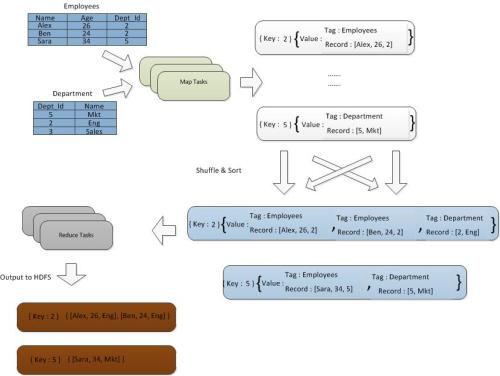 Employees
Name Age Dept_Id
Alex 26 2
Ben 24 2
Sara 34 5
Department
Dept_Id Name
5 Mkt
2 Eng
3 Sales
Map Tasks
{ Key : 2 } { Value : Tag : Employees
Record : [Alex, 26, 2] }
........
........
{ Key : 5 } { Value : Tag : Department
Record : [5, Mkt] }
Shuffle & Sort
{ Key : 2 } { Value : Tag : Employees
Record : [Alex, 26, 2] , Tag : Employees
Record : [Ben, 24, 2] , Tag : Department
Record : [2, Eng] }
{ Key : 5 } { Value : Tag : Employees
Record : [Sara, 34, 5] , Tag : Department
Record : [5, Mkt] }
Reduce Tasks
Output to HDFS
{ Key : 2 } { [Alex, 26, Eng], [Ben, 24, Eng] }
{ Key : 5 } { [Sara, 34, Mkt] }